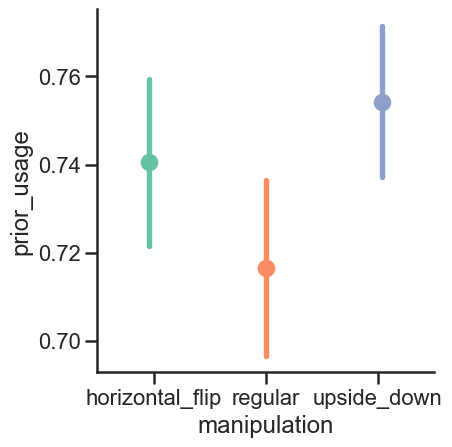 prior_usage
0.76
0.74
0.72
0.70
horizontal_flip regular upside_down
manipulation